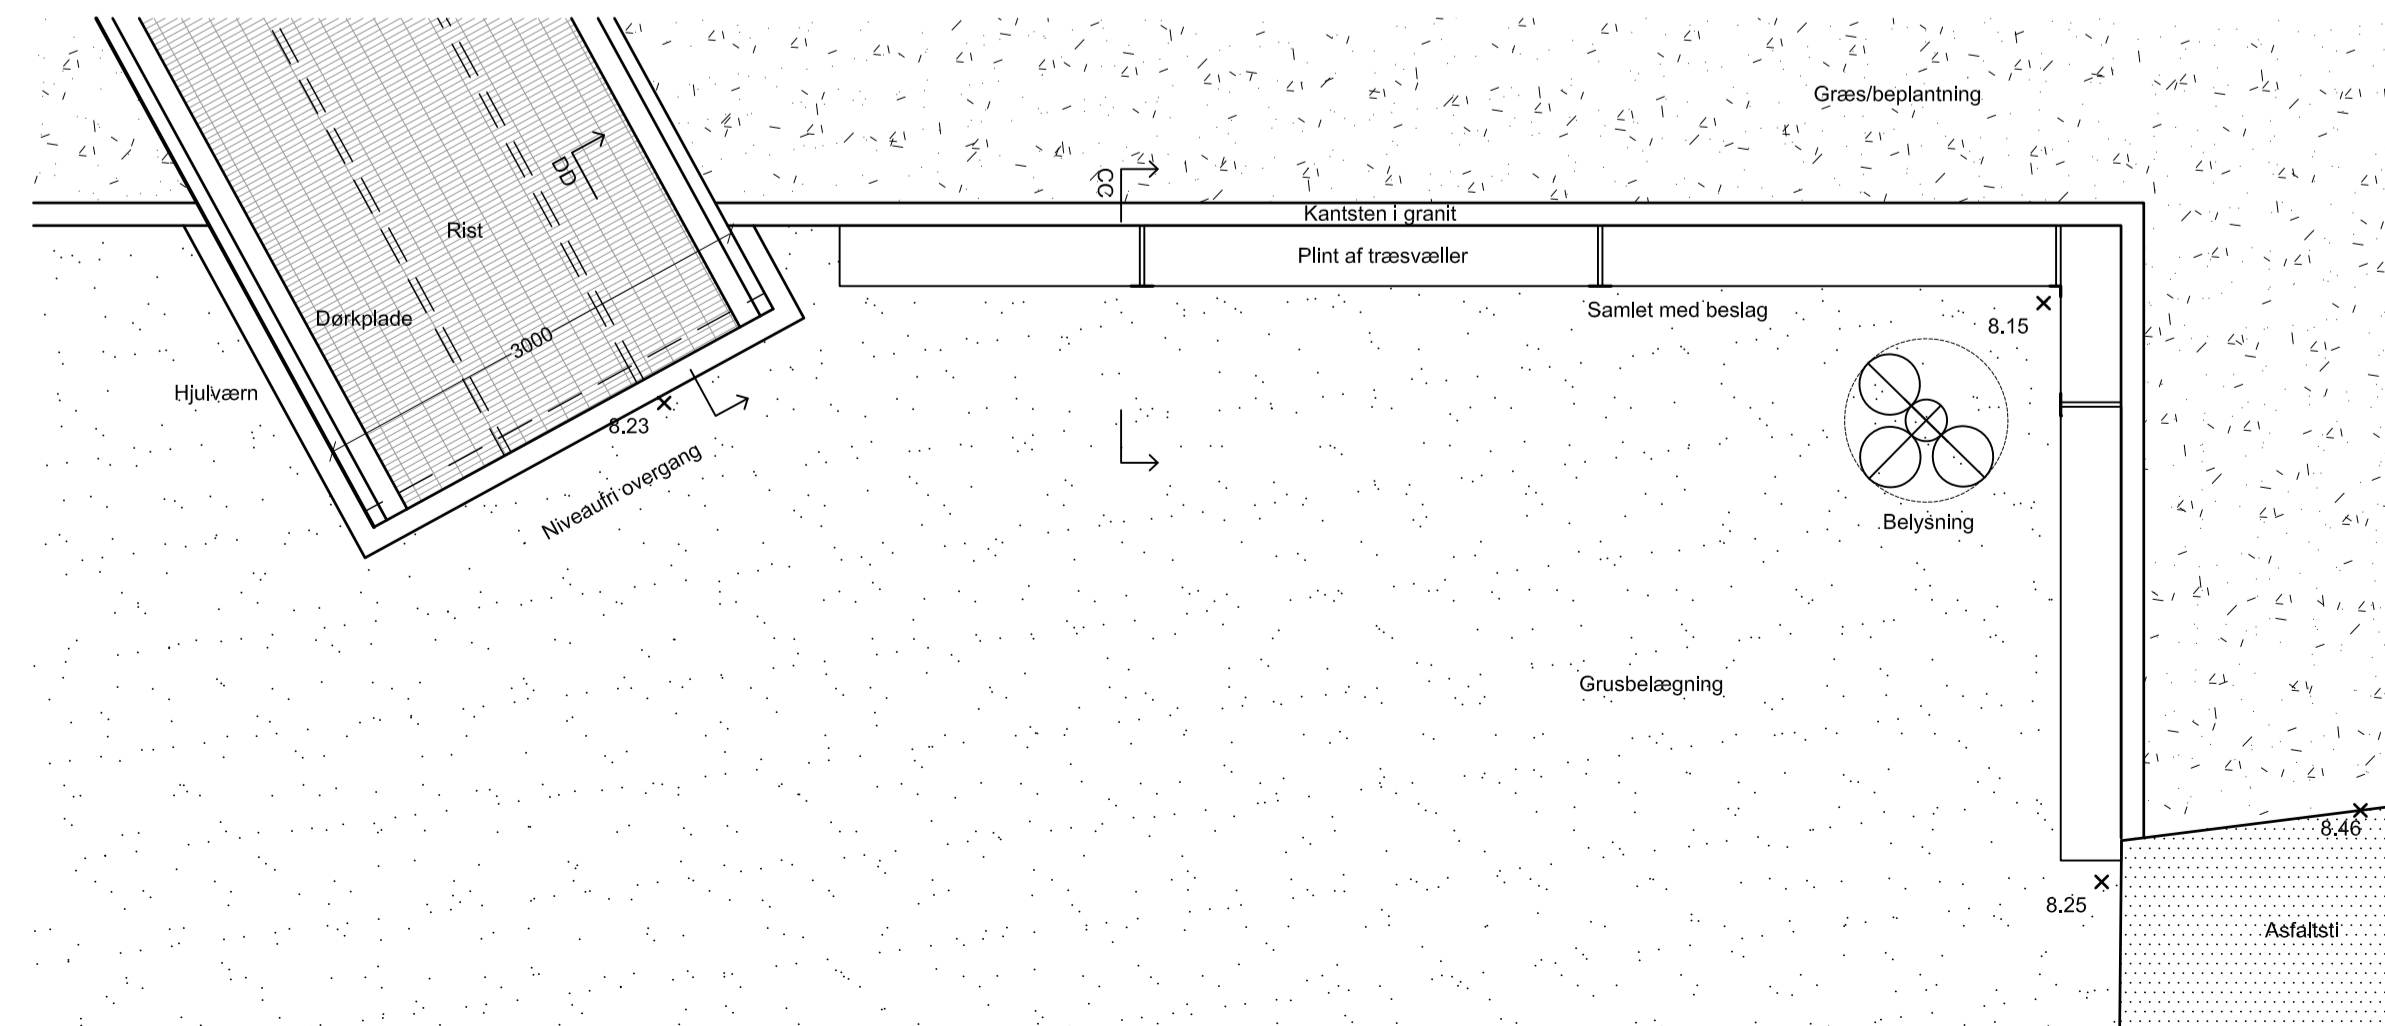 Græs/beplantning
DD
CC
Kantsten i granit
Rist
Plint af træsvæller
Samlet med beslag
8.15
Dørkplade
3000
Hjulværn
8.23
Niveaufri overgang
Belysning
Grusbelægning
8.46
8.25
Asfaltsti